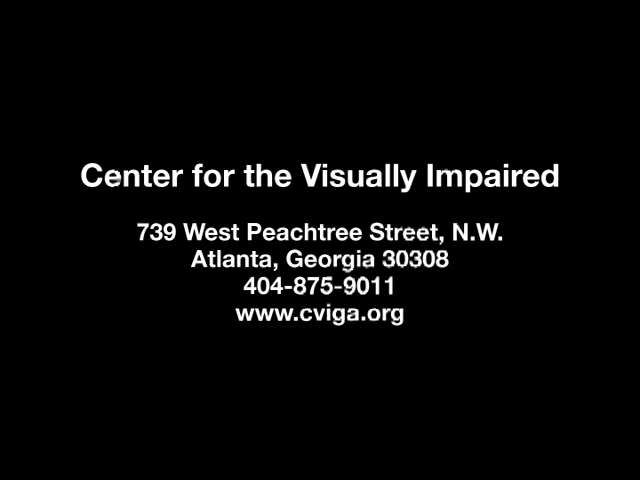 Center for the Visually Impaired
739 West Peachtree Street, N.W.
Atlanta, Georgia 30308
404-875-9011
www.cviga.org